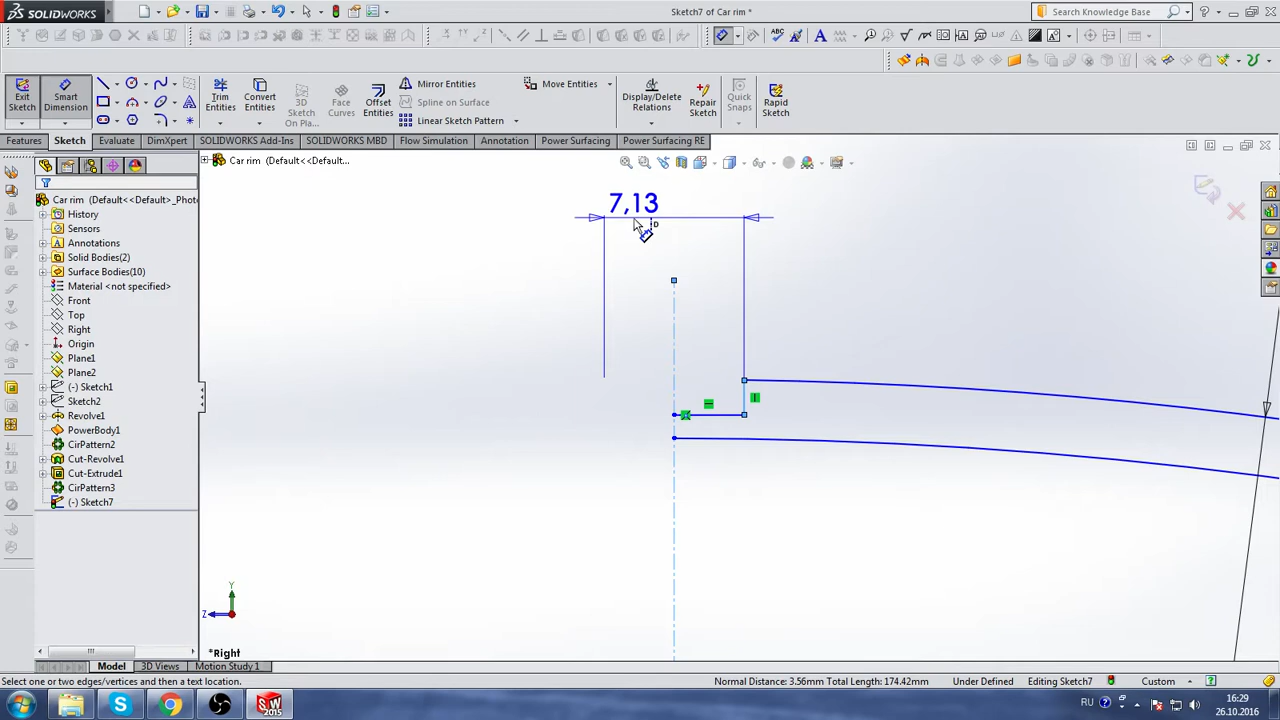 SOLIDWORKS
Sketch7 of Car rim *
Search Knowledge Base
Exit Sketch
Smart Dimension
Trim Entities
Convert Entities
3D Sketch On Pla...
Face Curves
Offset Entities
Mirror Entities
Spline on Surface
Linear Sketch Pattern
Move Entities
Display/Delete Relations
Repair Sketch
Quick Snaps
Rapid Sketch
Features Sketch Evaluate DimXpert SOLIDWORKS Add-Ins SOLIDWORKS MBD Flow Simulation Annotation Power Surfacing Power Surfacing RE
Car rim (Default<<Default...
Car rim (Default<<Default>_Phot
History
Sensors
Annotations
Solid Bodies(2)
Surface Bodies(10)
Material <not specified>
Front
Top
Right
Origin
Plane1
Plane2
(-) Sketch1
Sketch2
Revolve1
PowerBody1
CirPattern2
Cut-Revolve1
Cut-Extrude1
CirPattern3
(-) Sketch7
7,13
D
Y
Z
*Right
Model 3D Views Motion Study 1
Select one or two edges/vertices and then a text location.
Normal Distance: 3.56mm Total Length: 174.42mm
Under Defined
Editing Sketch7
Custom
RU
16:29
26.10.2016